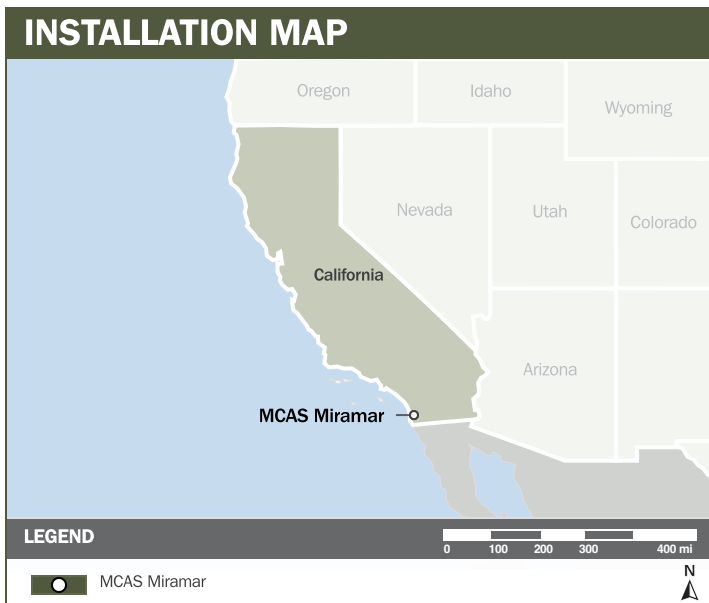 INSTALLATION MAP
Oregon
Idaho
Wyoming
Nevada
Utah
Colorado
California
Arizona
MCAS Miramar
LEGEND
0 100 200 300 400 mi
MCAS Miramar
N